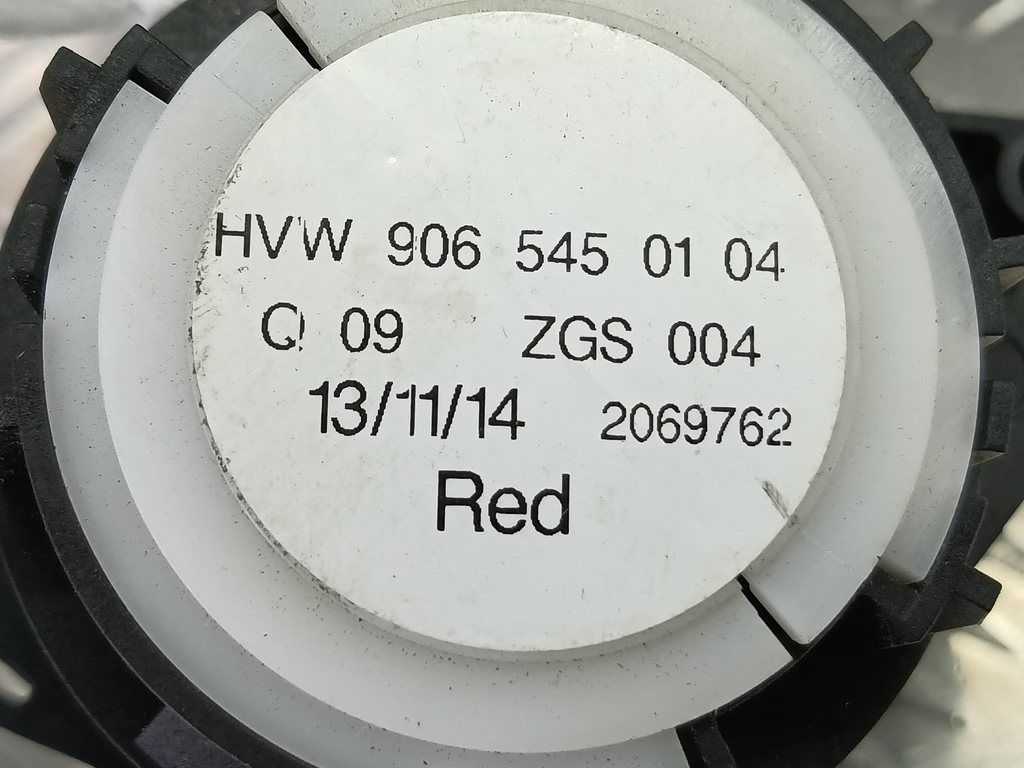 HVW 906 545 01 04
Q 09 ZGS 004
13/11/14 2069762
Red